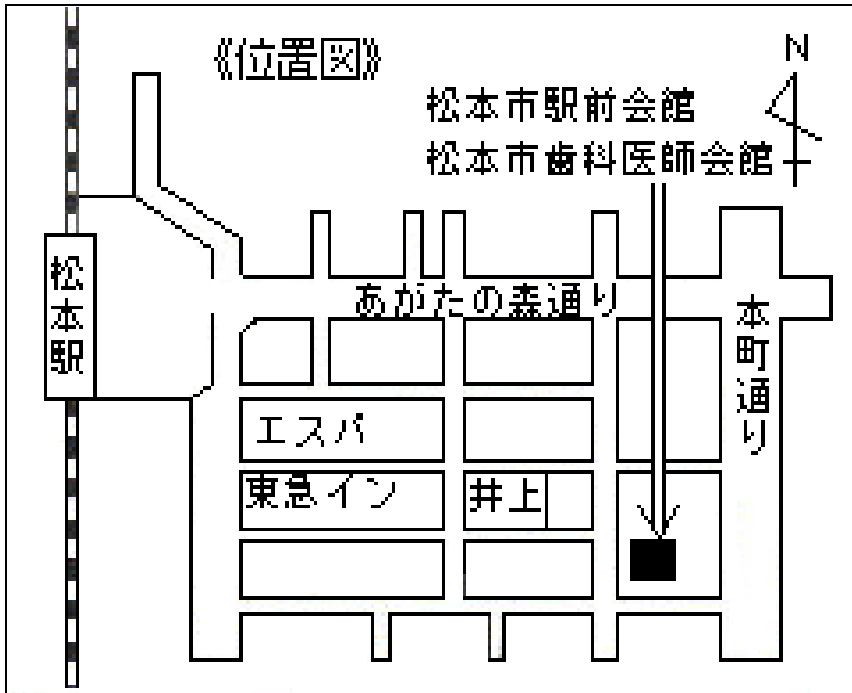 《位置図》
N
松本市駅前会館
松本市歯科医師会館
松本駅
あがたの森通り
本町通り
エスパ
東急イン
井上